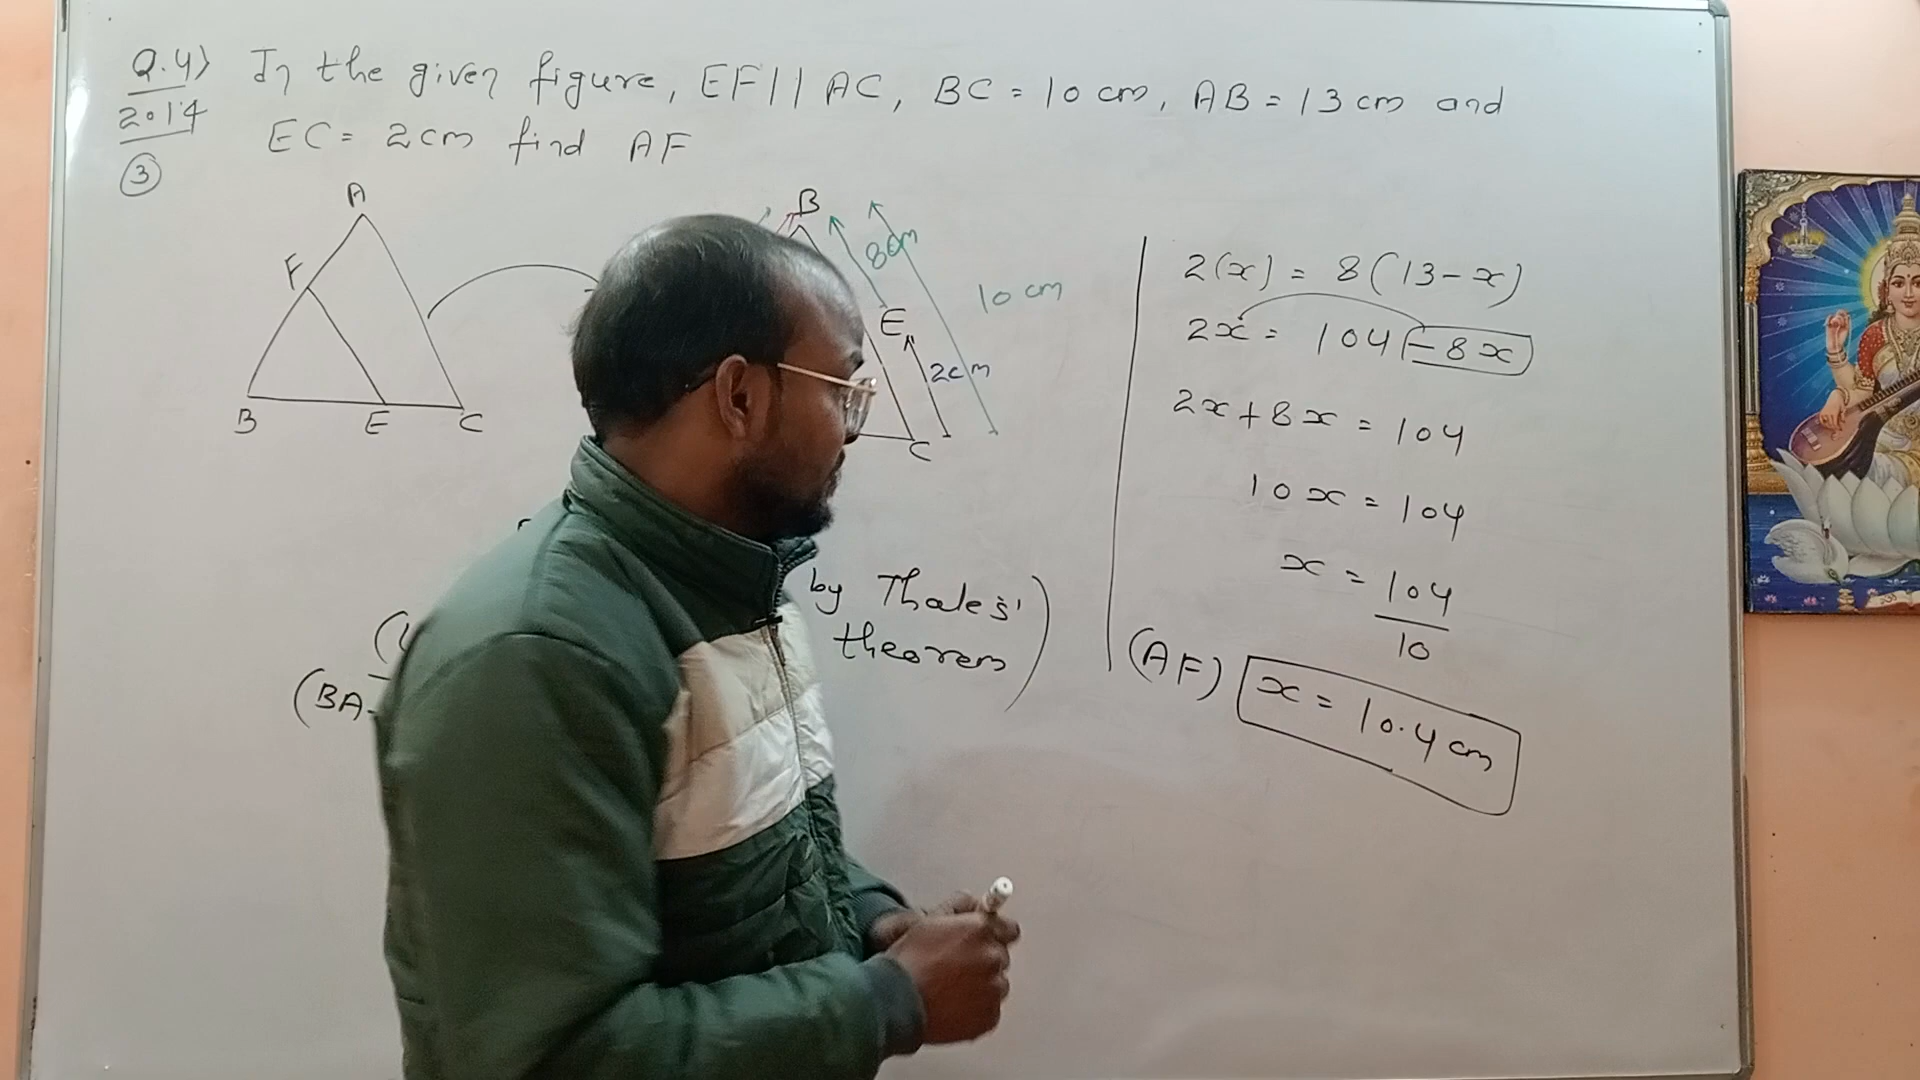 Q.4) In the given figure, EF || AC, BC = 10 cm, AB = 13 cm and
2014 EC = 2cm find AF
3
A
F
B E C
B
8cm
10 cm
E
2cm
C
by Thales'
theorem)
(BA-
2(x) = 8(13-x)
2x = 104 -8x
2x+8x = 104
10x = 104
x = 104
10
(AF) x = 10.4 cm